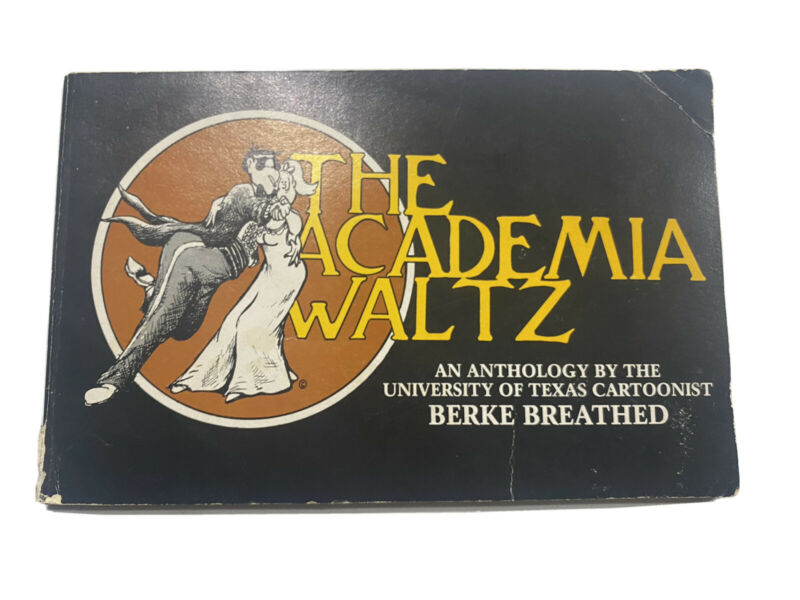 THE
ACADEMIA
WALTZ
©
AN ANTHOLOGY BY THE
UNIVERSITY OF TEXAS CARTOONIST
BERKE BREATHED